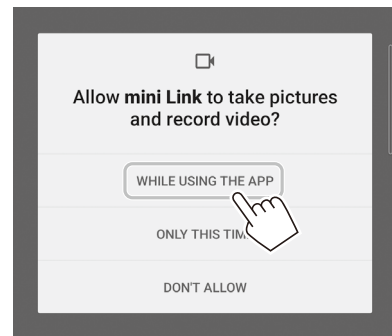 Allow mini Link to take pictures
and record video?
WHILE USING THE APP
ONLY THIS
DON'T ALLOW